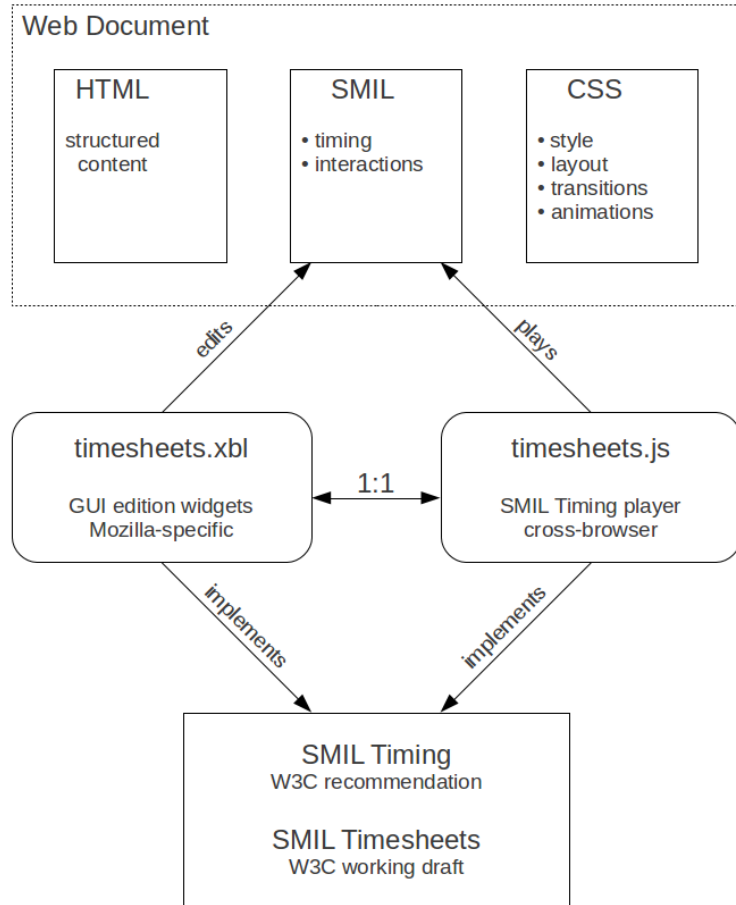 Web Document
HTML
structured
content
SMIL
• timing
• interactions
CSS
• style
• layout
• transitions
• animations
edits
plays
timesheets.xbl
GUI edition widgets
Mozilla-specific
1:1
timesheets.js
SMIL Timing player
cross-browser
implements
implements
SMIL Timing
W3C recommendation
SMIL Timesheets
W3C working draft